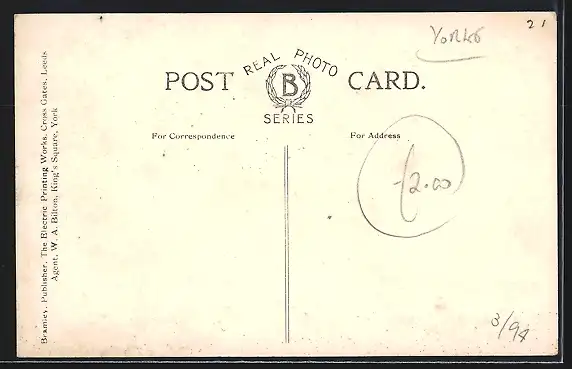 Yorks
21
REAL PHOTO
POST B CARD.
SERIES
For Correspondence
For Address
£2.00
3/94
Bramley, Publisher, The Electric Printing Works, Cross Gates, Leeds
Agent, W. A. Bilton, King's Square, York